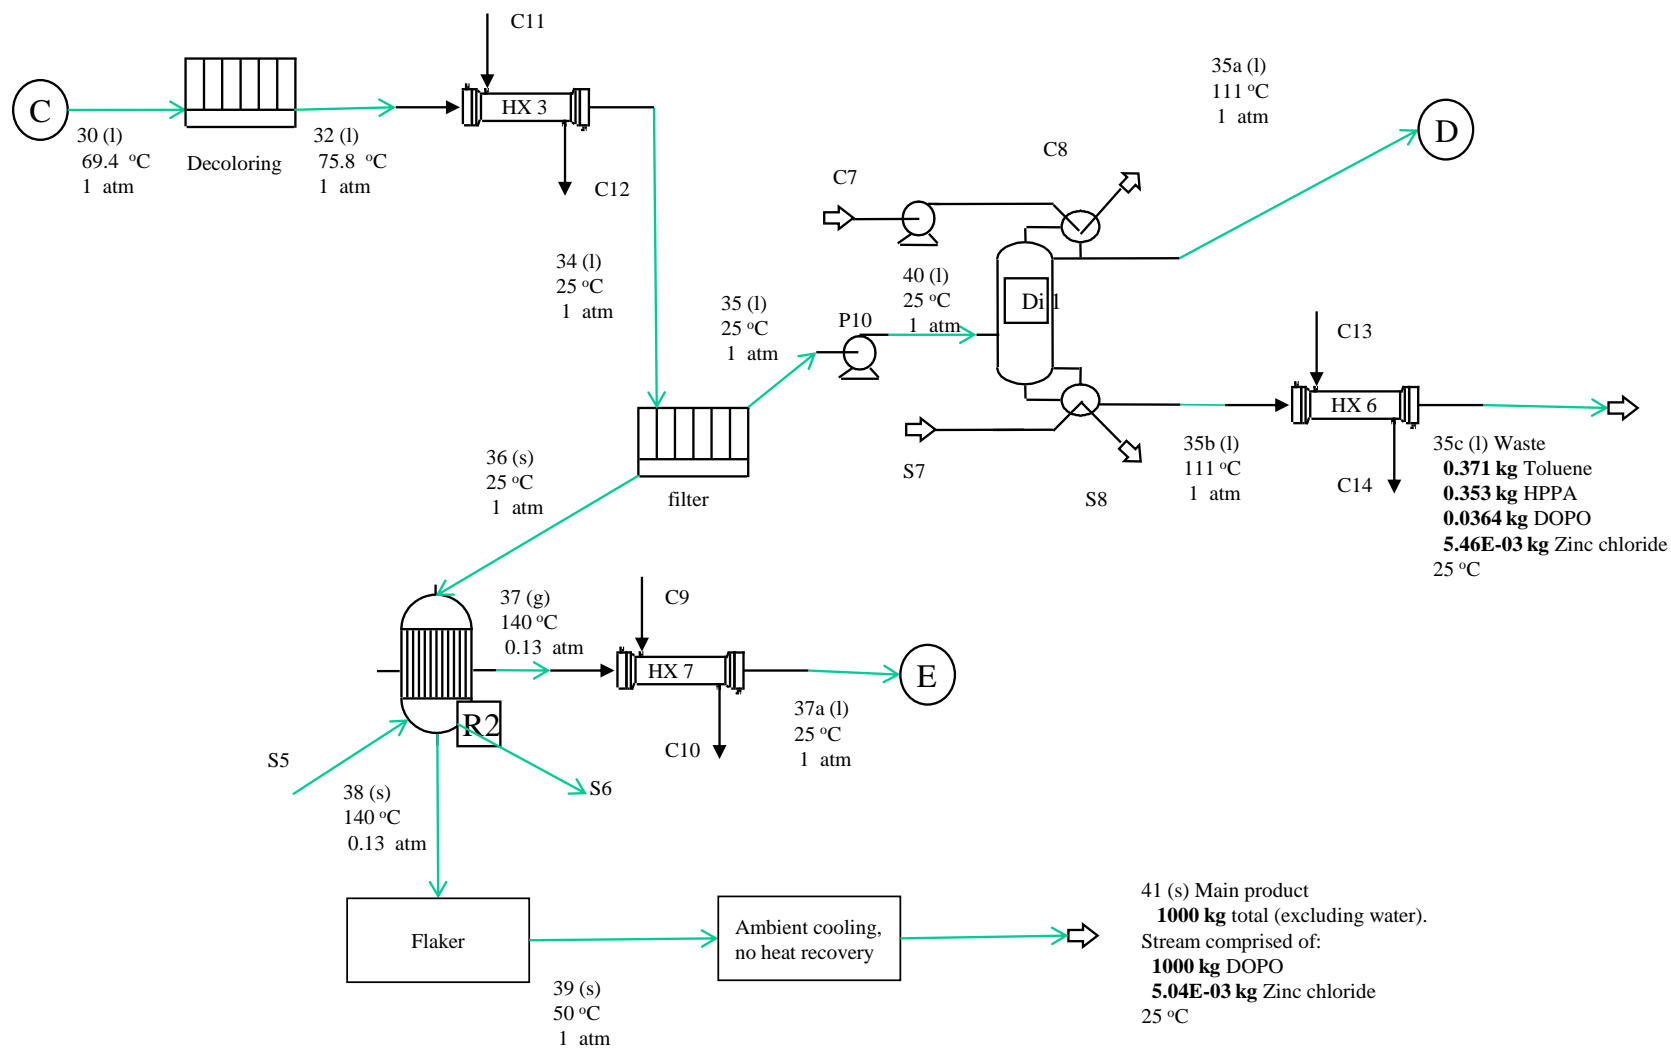 C11
C
30 (l)
69.4 °C
1 atm
Decoloring
32 (l)
75.8 °C
1 atm
HX 3
C12
35a (l)
111 °C
1 atm
D
C8
C7
34 (l)
25 °C
1 atm
35 (l)
25 °C
1 atm
P10
40 (l)
25 °C
1 atm
Di 1
C13
HX 6
C14
35b (l)
111 °C
1 atm
S7
S8
35c (l) Waste
0.371 kg Toluene
0.353 kg HPPA
0.0364 kg DOPO
5.46E-03 kg Zinc chloride
25 °C
36 (s)
25 °C
1 atm
filter
37 (g)
140 °C
0.13 atm
C9
HX 7
C10
E
37a (l)
25 °C
1 atm
R2
S5
S6
38 (s)
140 °C
0.13 atm
Flaker
39 (s)
50 °C
1 atm
Ambient cooling,
no heat recovery
41 (s) Main product
1000 kg total (excluding water).
Stream comprised of:
1000 kg DOPO
5.04E-03 kg Zinc chloride
25 °C